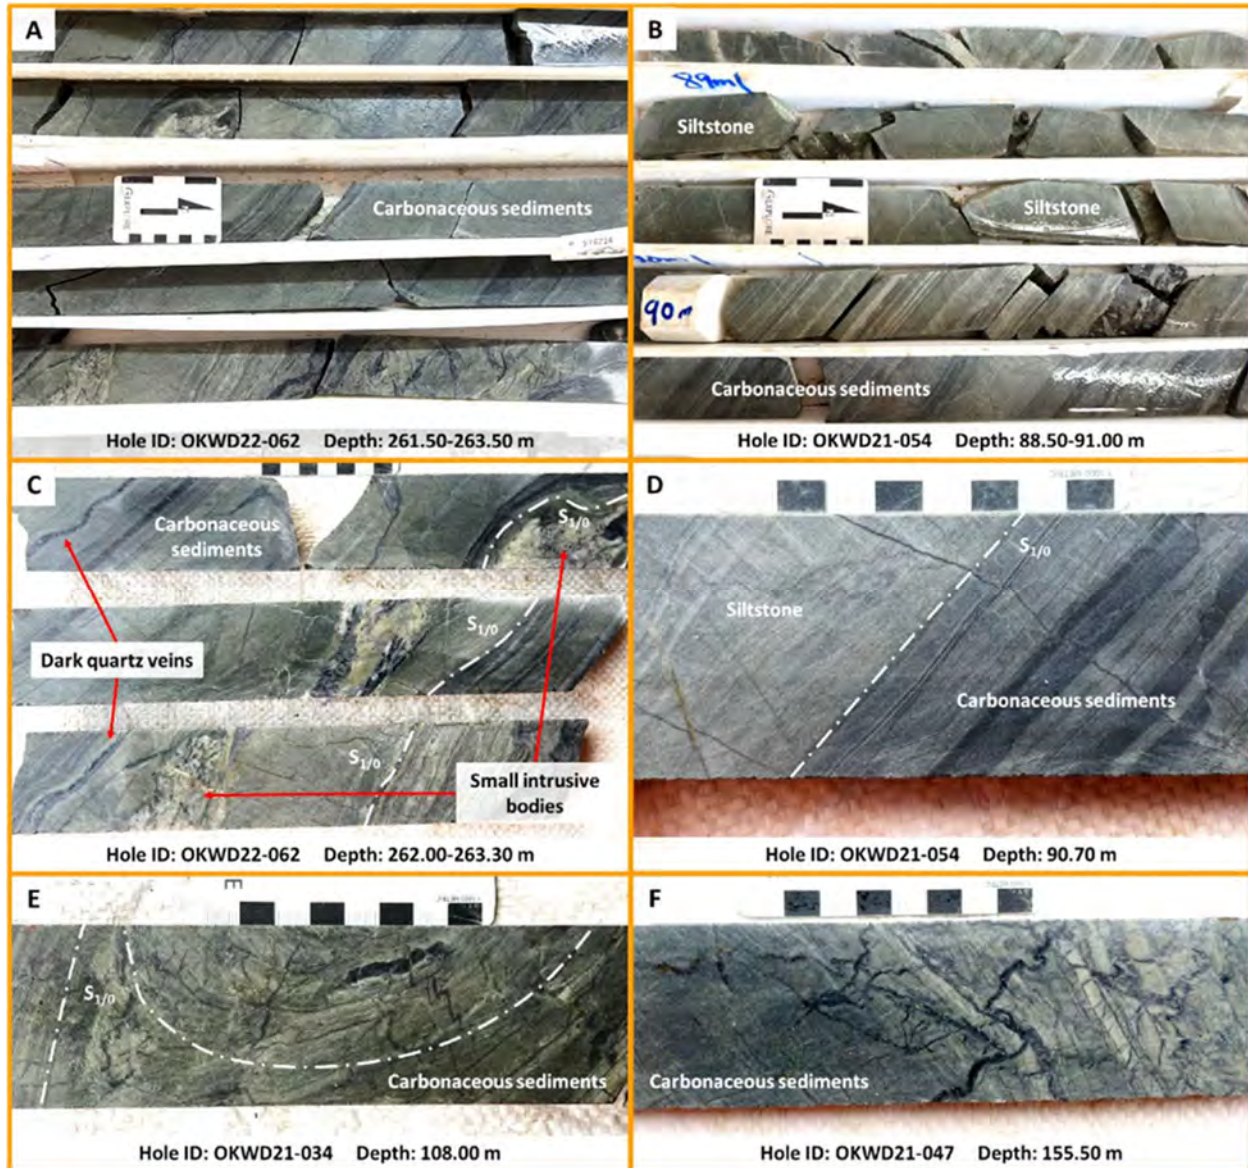 A
Carbonaceous sediments
Hole ID: OKWD22-062 Depth: 261.50-263.50 m
B
89m
Siltstone
Siltstone
90m
Carbonaceous sediments
Hole ID: OKWD21-054 Depth: 88.50-91.00 m
C
Carbonaceous
sediments
S1/0
S1/0
Dark quartz veins
S1/0
Small intrusive
bodies
Hole ID: OKWD22-062 Depth: 262.00-263.30 m
D
S1/0
Siltstone
Carbonaceous sediments
Hole ID: OKWD21-054 Depth: 90.70 m
E
E
S1/0
Carbonaceous sediments
Hole ID: OKWD21-034 Depth: 108.00 m
F
Carbonaceous sediments
Hole ID: OKWD21-047 Depth: 155.50 m